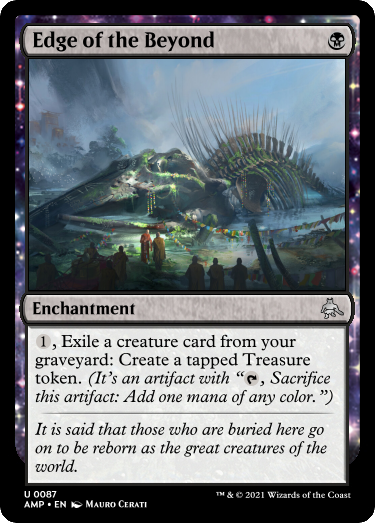 Edge of the Beyond
Enchantment
1, Exile a creature card from your
graveyard: Create a tapped Treasure
token. (It's an artifact with “, Sacrifice
this artifact: Add one mana of any color.”)
It is said that those who are buried here go
on to be reborn as the great creatures of the
world.
U 0087
AMP • EN Mauro Cerati
™ & © 2021 Wizards of the Coast